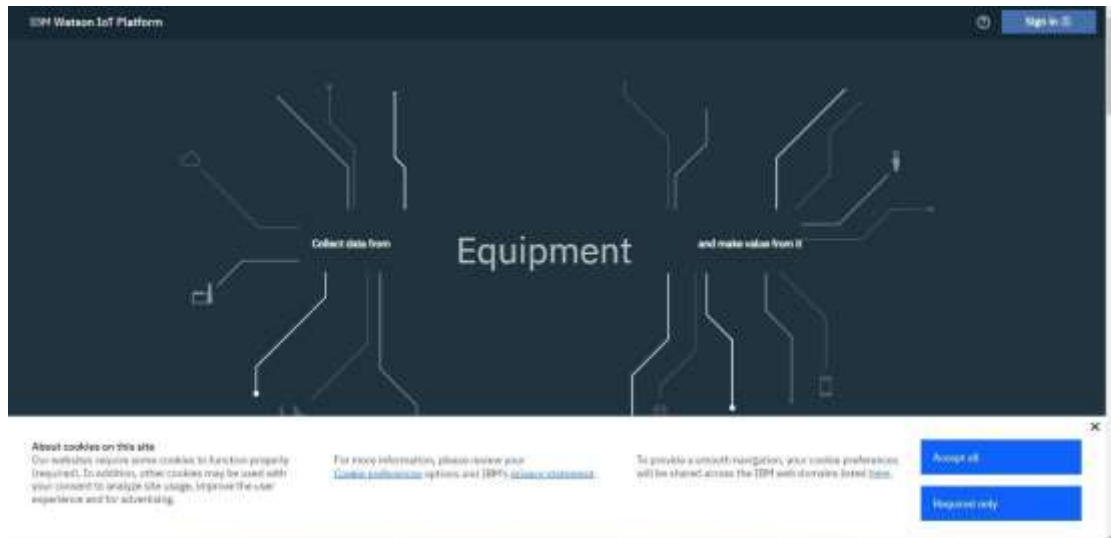 IBM Watson IoT Platform
Sign in
Collect data from
Equipment
and make value from it
About cookies on this site
Our websites require some cookies to function properly
(required). In addition, other cookies may be used with
your consent to analyze site usage, improve the user
experience and for advertising.
For more information, please review your
Cookie preferences options and IBM's privacy statement.
To provide a smooth navigation, your cookie preferences
will be shared across the IBM web domains listed here.
Accept all
Required only